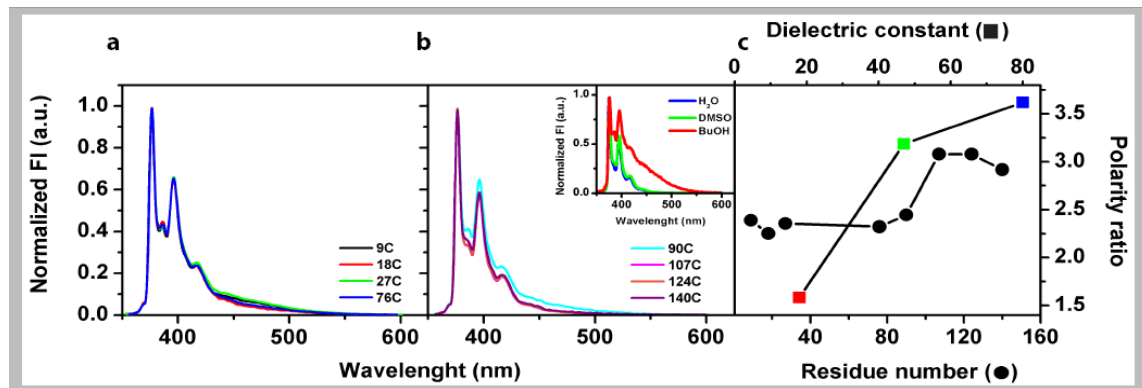 a
Normalized FI (a.u.)
1.0
0.8
0.6
0.4
0.2
0.0
9C
18C
27C
76C
400
500
600
b
Normalized FI (a.u.)
1.0
0.5
0.0
H₂O
DMSO
BuOH
400
500
600
Wavelenght (nm)
90C
107C
124C
140C
400
500
600
Wavelenght (nm)
c
Dielectric constant (■)
0
20
40
60
80
3.5
3.0
2.5
2.0
1.5
Polarity ratio
40
80
120
160
Residue number (●)